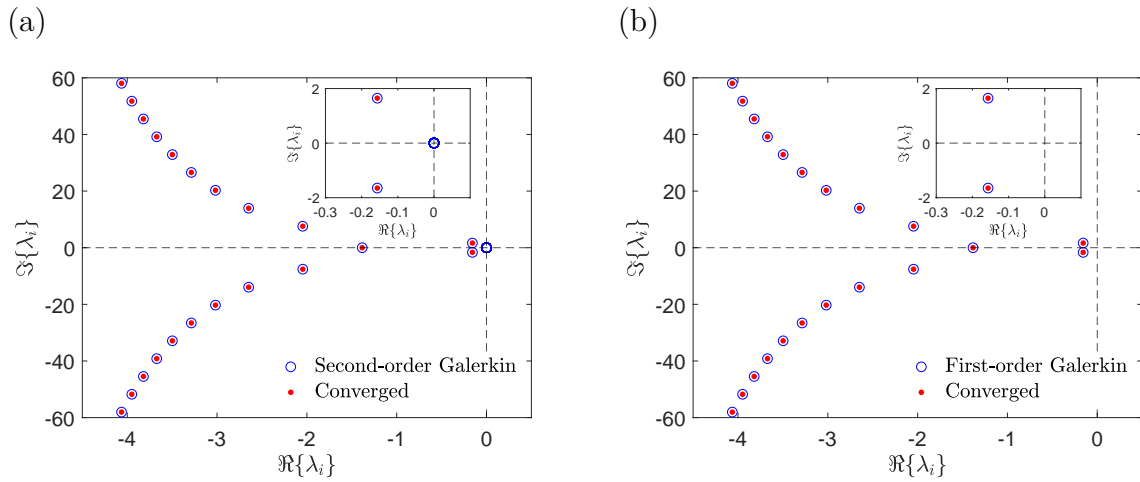 (a)
60
40
20
0
-20
-40
-60
ℑ{λᵢ}
-4
-3
-2
-1
0
ℜ{λᵢ}
2
0
-2
ℑ{λᵢ}
-0.3
-0.2
-0.1
0
ℜ{λᵢ}
Second-order Galerkin
Converged
(b)
60
40
20
0
-20
-40
-60
ℑ{λᵢ}
-4
-3
-2
-1
0
ℜ{λᵢ}
2
0
-2
ℑ{λᵢ}
-0.3
-0.2
-0.1
0
ℜ{λᵢ}
First-order Galerkin
Converged